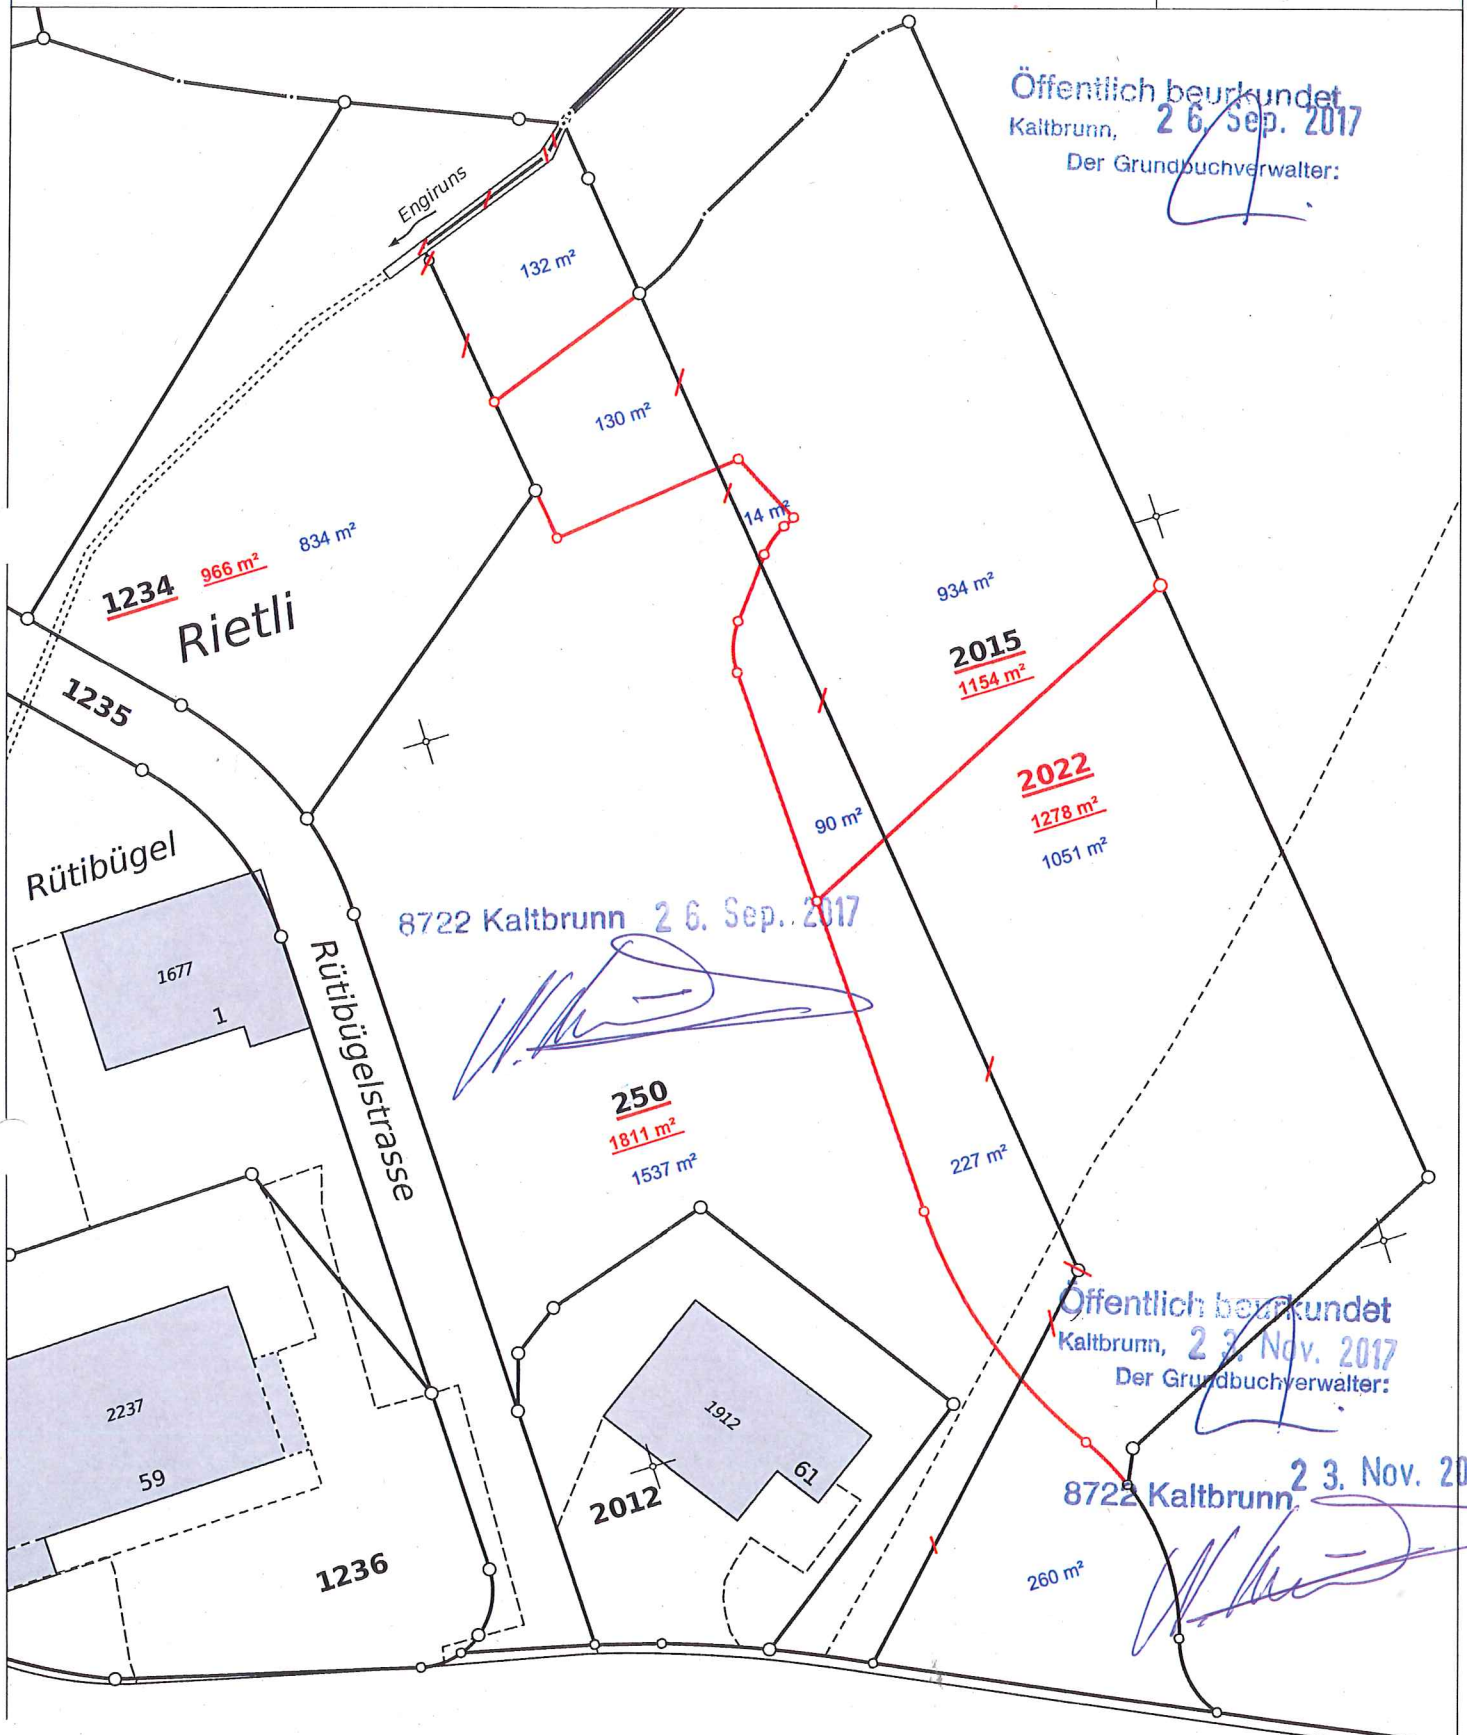 Öffentlich beurkundet
Kaltbrunn, 26. Sep. 2017
Der Grundbuchverwalter:
Engiruns
132 m²
130 m²
14 m²
834 m²
966 m²
1234
Rietli
934 m²
2015
1154 m²
1235
2022
1278 m²
1051 m²
90 m²
Rütibügel
8722 Kaltbrunn 26. Sep. 2017
1677
1
Rütibügelstrasse
250
1811 m²
1537 m²
227 m²
Öffentlich beurkundet
Kaltbrunn, 23. Nov. 2017
Der Grundbuchverwalter:
2237
59
1912
61
2012
8722 Kaltbrunn 23. Nov. 20
1236
260 m²